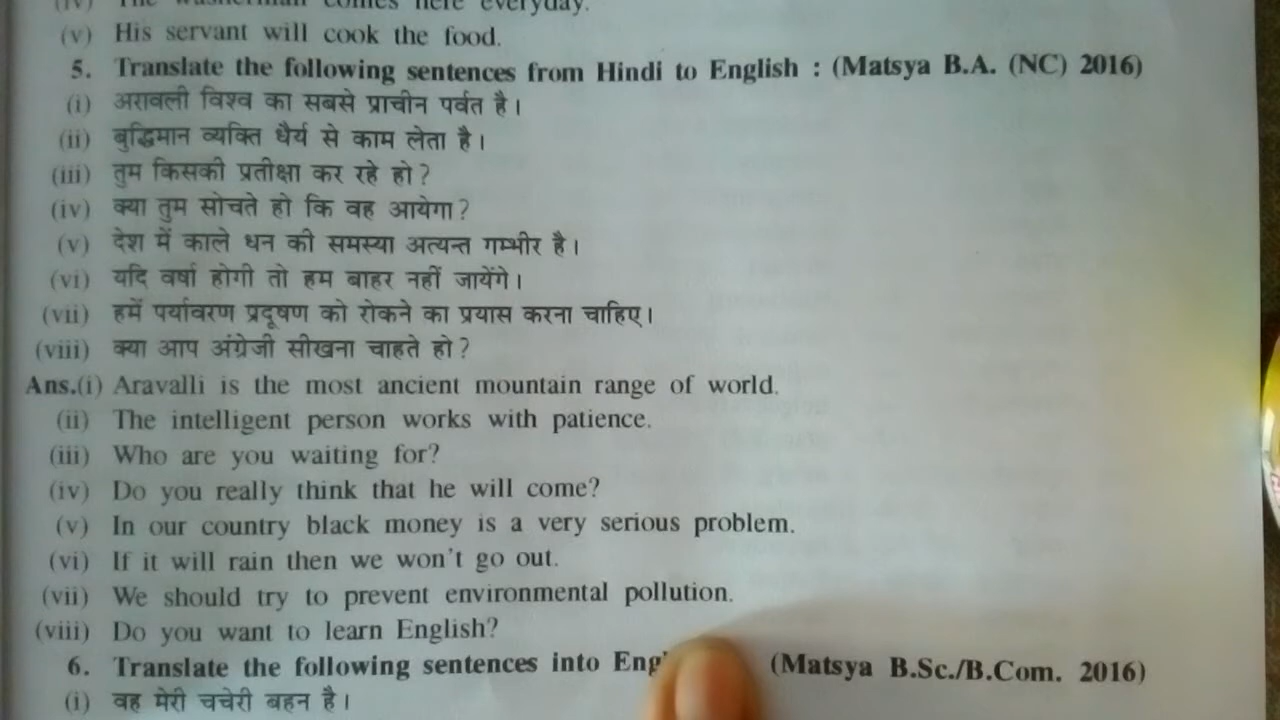 (iv) The washerman comes here everyday.
(v) His servant will cook the food.
5. Translate the following sentences from Hindi to English : (Matsya B.A. (NC) 2016)
(i) अरावली विश्व का सबसे प्राचीन पर्वत है।
(ii) बुद्धिमान व्यक्ति धैर्य से काम लेता है।
(iii) तुम किसकी प्रतीक्षा कर रहे हो?
(iv) क्या तुम सोचते हो कि वह आयेगा?
(v) देश में काले धन की समस्या अत्यन्त गम्भीर है।
(vi) यदि वर्षा होगी तो हम बाहर नहीं जायेंगे।
(vii) हमें पर्यावरण प्रदूषण को रोकने का प्रयास करना चाहिए।
(viii) क्या आप अंग्रेजी सीखना चाहते हो?
Ans.(i) Aravalli is the most ancient mountain range of world.
(ii) The intelligent person works with patience.
(iii) Who are you waiting for?
(iv) Do you really think that he will come?
(v) In our country black money is a very serious problem.
(vi) If it will rain then we won't go out.
(vii) We should try to prevent environmental pollution.
(viii) Do you want to learn English?
6. Translate the following sentences into (Matsya B.Sc./B.Com. 2016)
(i) वह मेरी चचेरी बहन है।